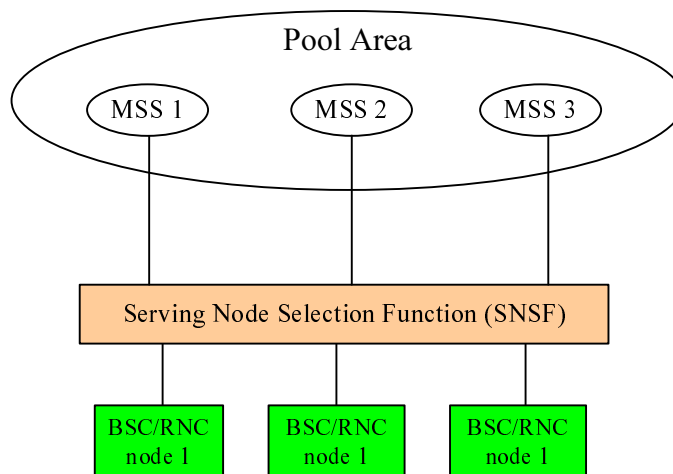 Pool Area
MSS 1
MSS 2
MSS 3
Serving Node Selection Function (SNSF)
BSC/RNC
node 1
BSC/RNC
node 1
BSC/RNC
node 1